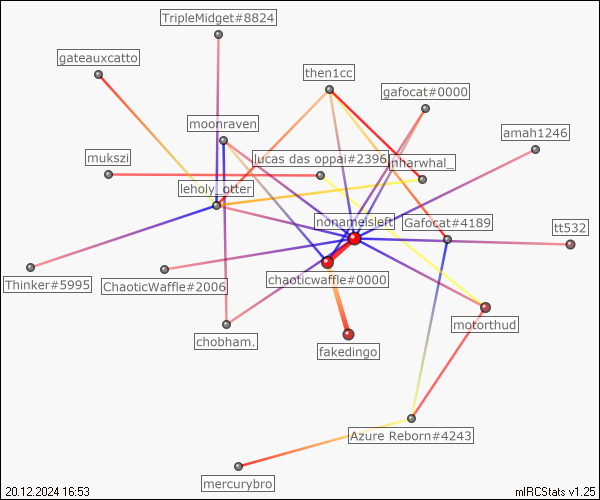 TripleMidget#8824
gateauxcatto
then1cc
gafocat#0000
moonraven
amah1246
mukszi
lucas das oppai#2396
jnharwhal_
leholy_otter
nonameisleft
Gafocat#4189
tt532
Thinker#5995
ChaoticWaffle#2006
chaoticwaffle#0000
motorthud
chobham.
fakedingo
Azure Reborn#4243
mercurybro
20.12.2024 16:53
mIRCStats v1.25